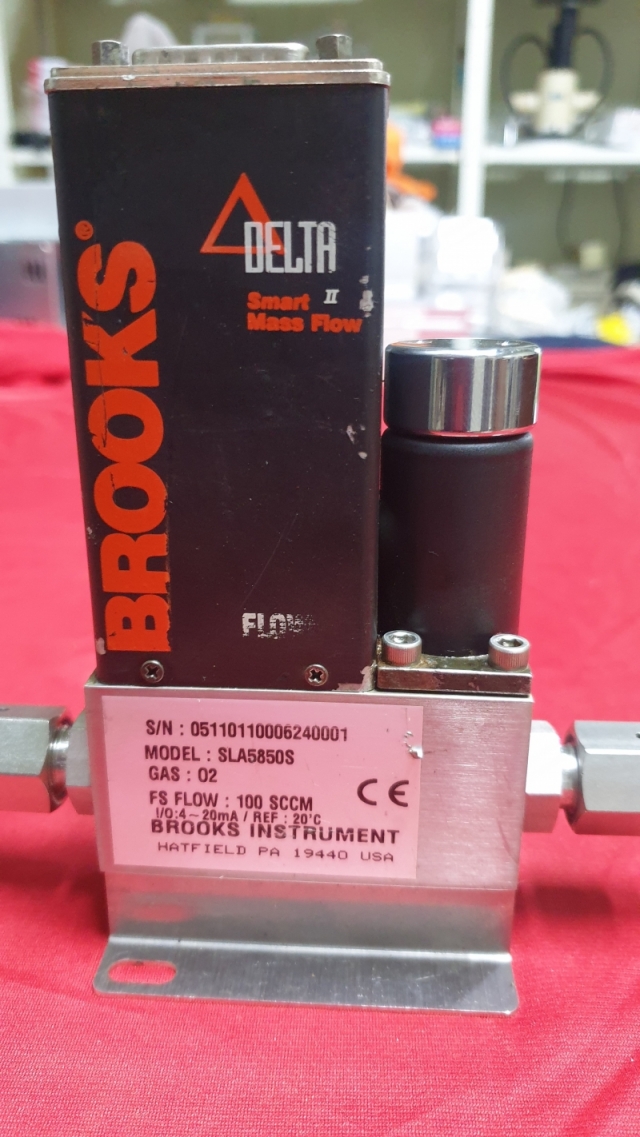 BROOKS®
DELTA
II
Smart
Mass Flow
S/N : 05110110006240001
MODEL : SLA5850S
GAS : O2
FS FLOW : 100 SCCM
I/O:4~20mA / REF : 20°C
BROOKS INSTRUMENT
HATFIELD PA 19440 USA
CE